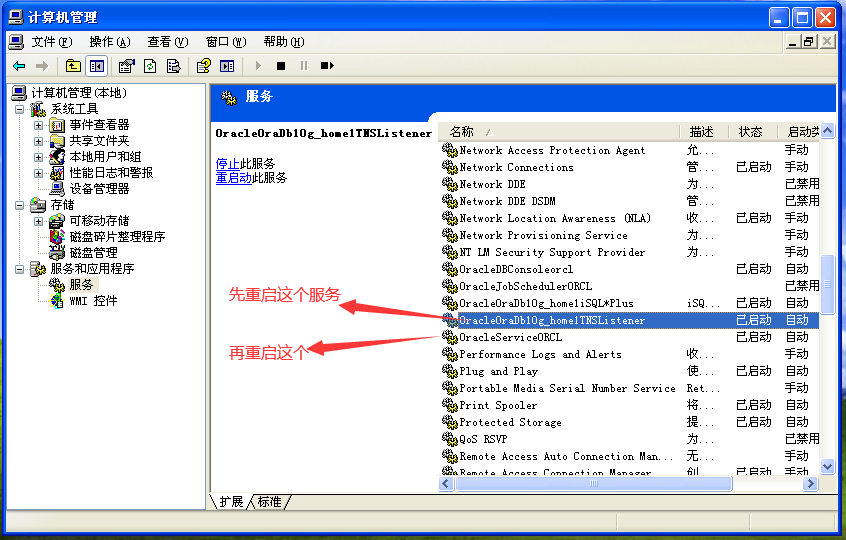 计算机管理
文件(F) 操作(A) 查看(V) 窗口(W) 帮助(H)
计算机管理(本地)
系统工具
事件查看器
共享文件夹
本地用户和组
性能日志和警报
设备管理器
存储
可移动存储
磁盘碎片整理程序
磁盘管理
服务和应用程序
服务
WMI 控件
服务
OracleOraDb10g_home1TNSListener
停止此服务
重启动此服务
先重启这个服务
再重启这个
名称 描述 状态 启动类
Network Access Protection Agent 允... 手动
Network Connections 管... 已启动 手动
Network DDE 为... 已禁用
Network DDE DSDM 管... 已禁用
Network Location Awareness (NLA) 收... 已启动 手动
Network Provisioning Service 为... 手动
NT LM Security Support Provider 为... 手动
OracleDBConsoleorcl 已启动 自动
OracleJobSchedulerORCL 已禁用
OracleOraDb10g_home1iSQL*Plus iSQ... 已启动 自动
OracleOraDb10g_home1TNSListener 已启动 自动
OracleServiceORCL 已启动 自动
Performance Logs and Alerts 收... 手动
Plug and Play 使... 已启动 自动
Portable Media Serial Number Service Ret... 手动
Print Spooler 将... 已启动 自动
Protected Storage 提... 已启动 自动
QoS RSVP 为... 已禁用
Remote Access Auto Connection Man... 无... 手动
Remote Access Connection Manager 创... 已启动 手动
扩展 标准